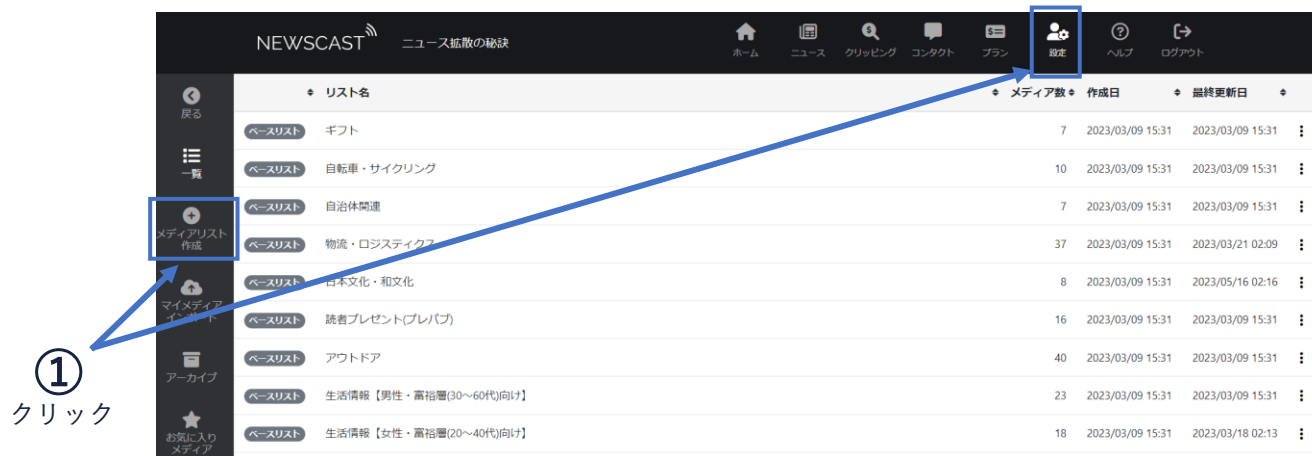 NEWSCAST
ニュース拡散の秘訣
ホーム
ニュース
クリッピング
コンタクト
プラン
設定
ヘルプ
ログアウト
戻る
一覧
メディアリスト
作成
マイメディア
インポート
アーカイブ
お気に入り
メディア
①
クリック
リスト名 メディア数 作成日 最終更新日
ベースリスト ギフト 7 2023/03/09 15:31 2023/03/09 15:31
ベースリスト 自転車・サイクリング 10 2023/03/09 15:31 2023/03/09 15:31
ベースリスト 自治体関連 7 2023/03/09 15:31 2023/03/09 15:31
ベースリスト 物流・ロジスティクス 37 2023/03/09 15:31 2023/03/21 02:09
ベースリスト 日本文化・和文化 8 2023/03/09 15:31 2023/05/16 02:16
ベースリスト 読者プレゼント(プレパブ) 16 2023/03/09 15:31 2023/03/09 15:31
ベースリスト アウトドア 40 2023/03/09 15:31 2023/03/09 15:31
ベースリスト 生活情報【男性・富裕層(30～60代)向け】 23 2023/03/09 15:31 2023/03/09 15:31
ベースリスト 生活情報【女性・富裕層(20～40代)向け】 18 2023/03/09 15:31 2023/03/18 02:13